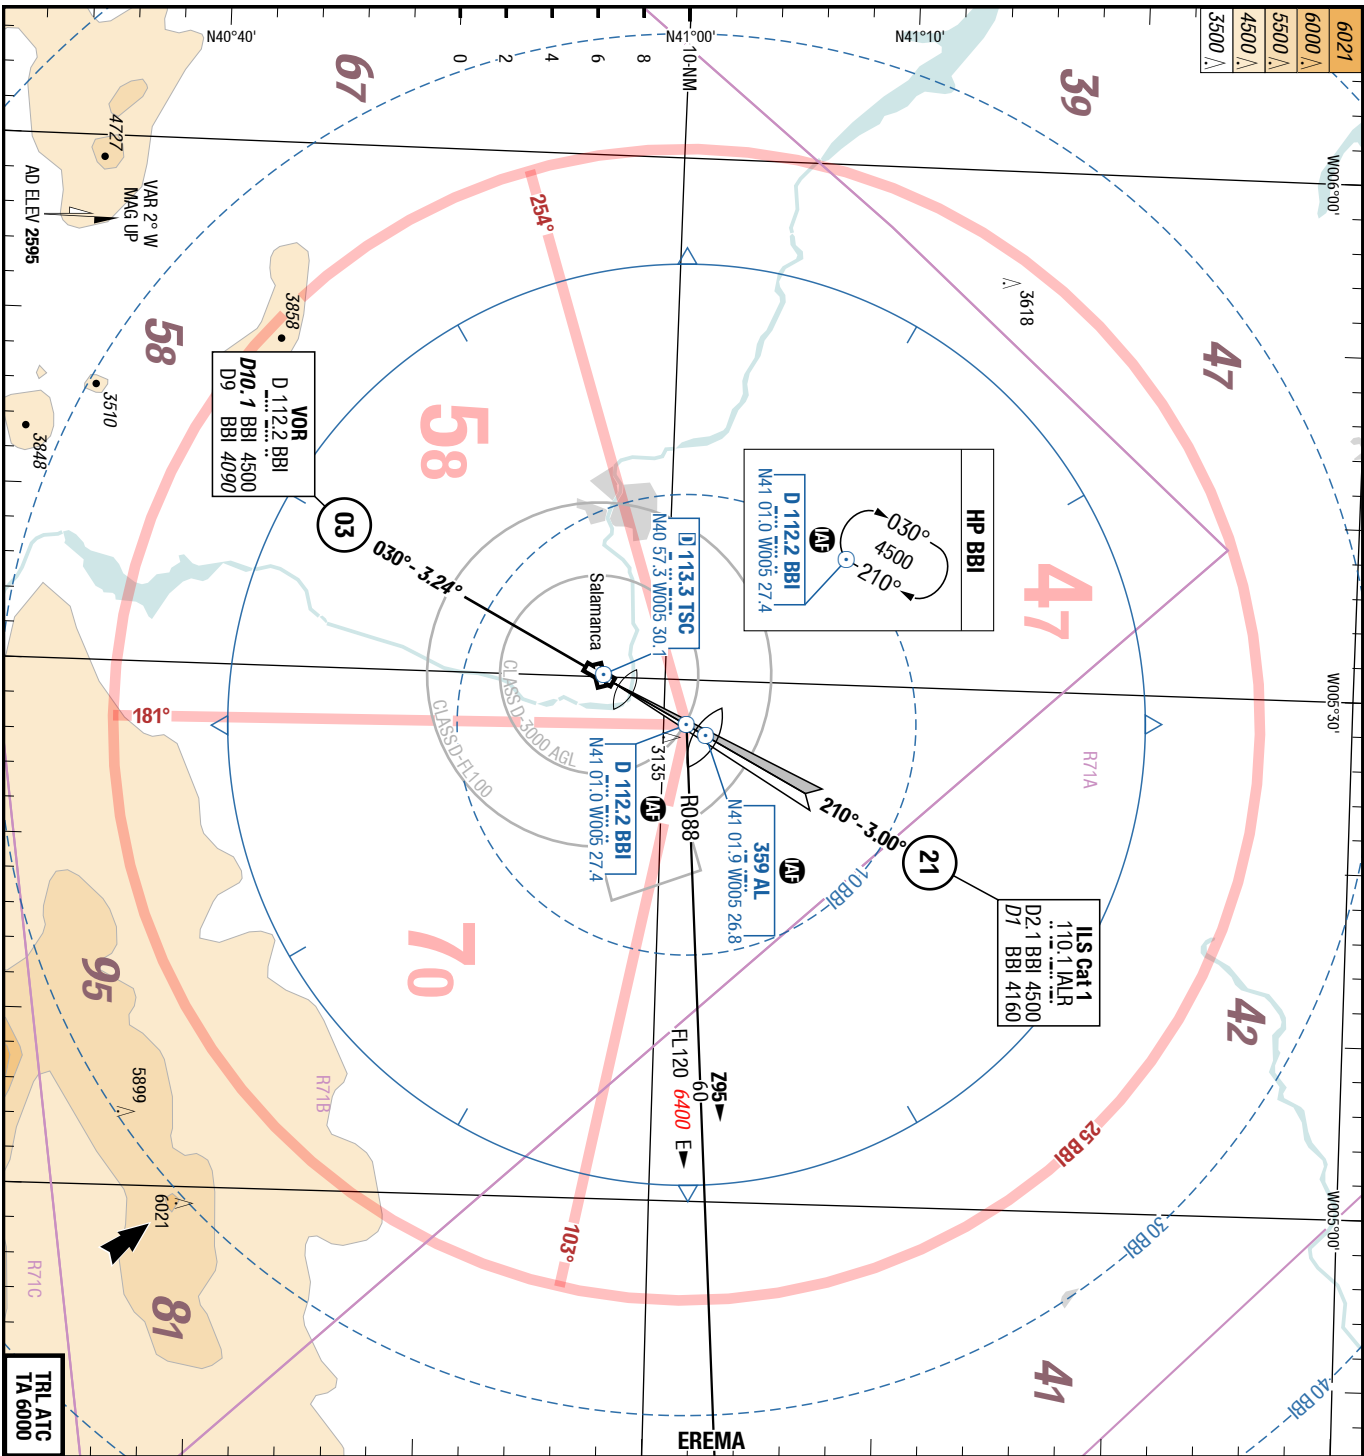 6021
6000
5500
4500
3500
N40°40'
N41°00'
N41°10'
W006°00'
W005°30'
W005°00'
10-NM
8
6
4
2
0
67
39
47
42
41
58
95
81
4727
VAR 2° W
MAG UP
AD ELEV 2595
3858
3510
3848
3618
254°
181°
103°
58
47
70
VOR
D 112.2 BBI
D10.1 BBI 4500
D9 BBI 4090
03
030°- 3.24°
HP BBI
030°
4500
210°
IAF
D 112.2 BBI
N41 01.0 W005 27.4
D 113.3 TSC
N40 57.3 W005 30.1
Salamanca
CLASS D-3000 AGL
CLASS D-FL100
3135
IAF
D 112.2 BBI
N41 01.0 W005 27.4
R088
IAF
359 AL
N41 01.9 W005 26.8
210°-3.00°
21
ILS Cat 1
110.1 IALR
D2.1 BBI 4500
D1 BBI 4160
10 BBI
25 BBI
30 BBI
40 BBI
R71A
R71B
R71C
Z95
60
FL120 6400 E
5899
6021
EREMA
TRL ATC
TA 6000